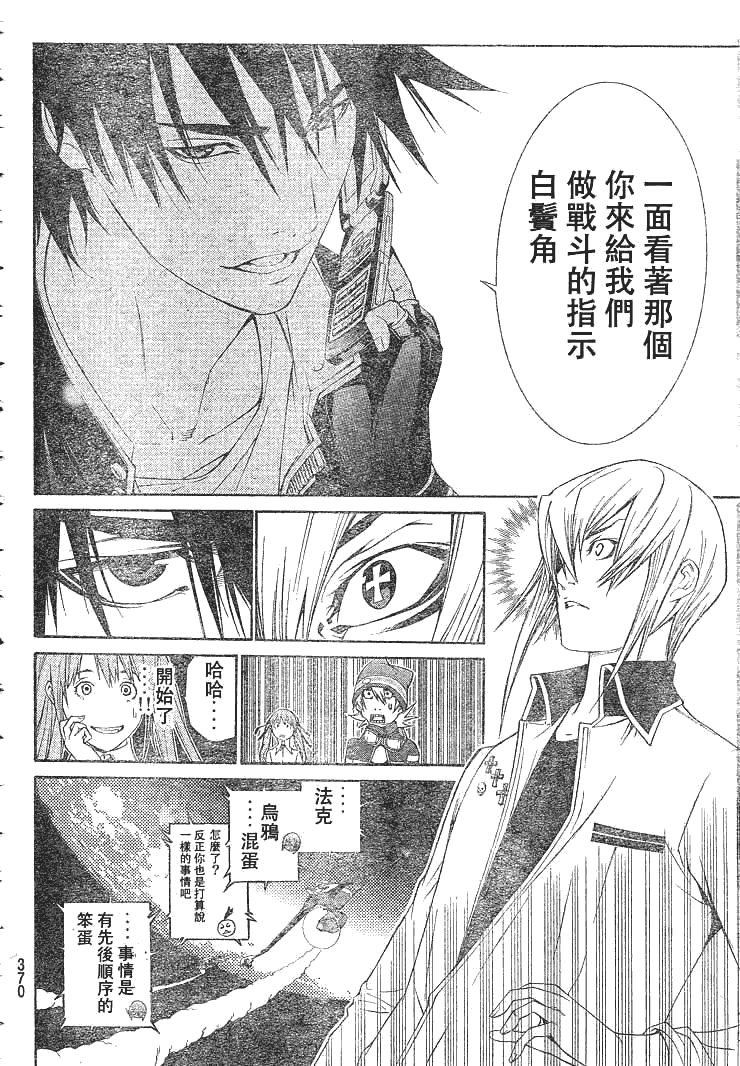 一面看著那個
你來給我們
做戰斗的指示
白鬢角
哈哈‥‥
‥‥開始了!!
‥‥法克
烏鴉
‥‥混蛋
怎麼了?
反正你也是打算說
一樣的事情吧
‥‥事情是
有先後順序的
笨蛋
370